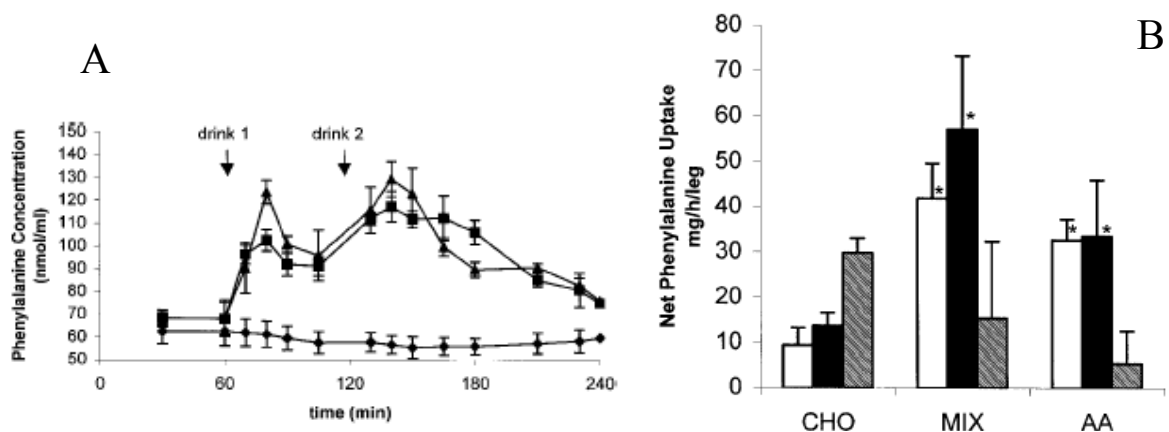 A
drink 1
drink 2
Phenylalanine Concentration
(nmol/ml)
150
140
130
120
110
100
90
80
70
60
50
0
60
120
180
240
time (min)
B
Net Phenylalanine Uptake
mg/h/leg
80
70
60
50
40
30
20
10
0
*
*
*
*
CHO
MIX
AA